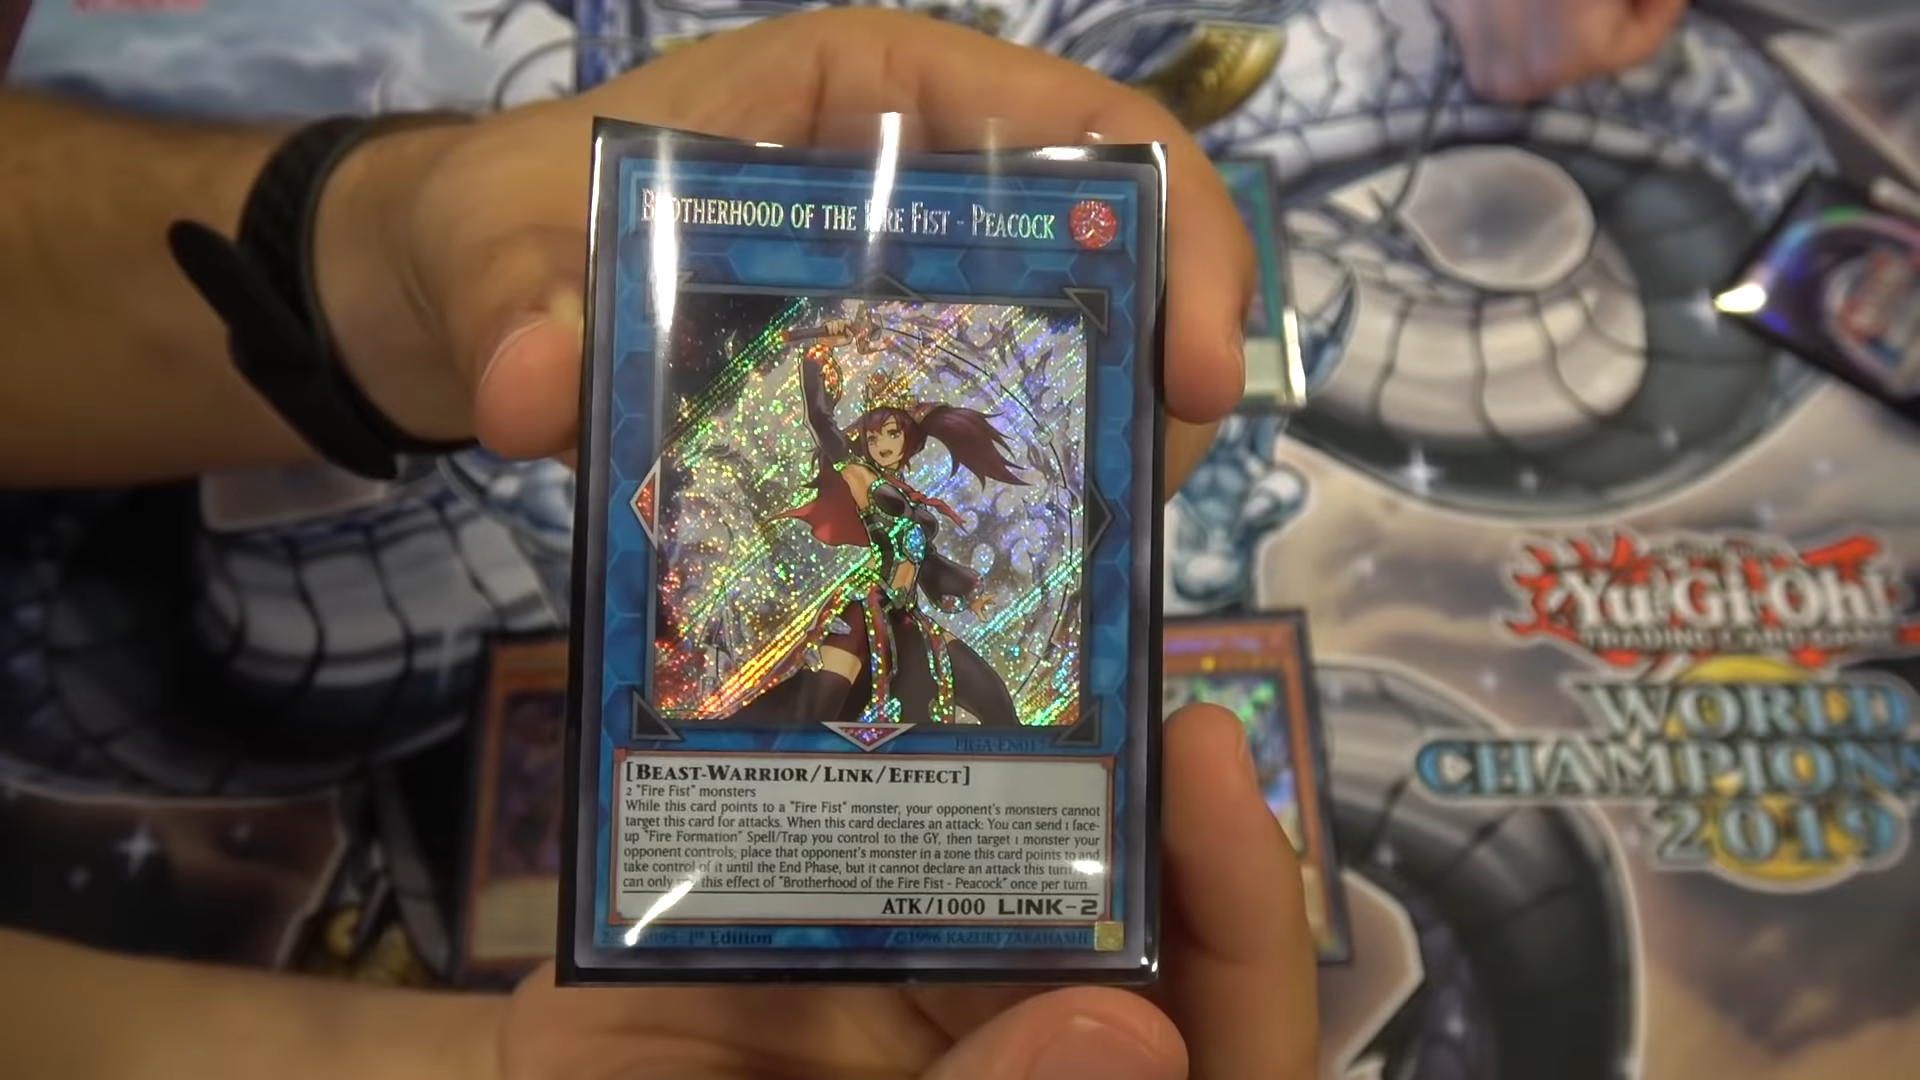 BROTHERHOOD OF THE FIRE FIST - PEACOCK
FIGA-EN017
[BEAST-WARRIOR/LINK/EFFECT]
2 "Fire Fist" monsters
While this card points to a "Fire Fist" monster, your opponent's monsters cannot
target this card for attacks. When this card declares an attack: You can send 1 face-
up "Fire Formation" Spell/Trap you control to the GY, then target 1 monster your
opponent controls; place that opponent's monster in a zone this card points to and
take control of it until the End Phase, but it cannot declare an attack this turn
can only this effect of "Brotherhood of the Fire Fist - Peacock" once per turn.
ATK/1000 LINK-2
1st Edition ©1996 KAZUKI TAKAHASHI
Yu-Gi-Oh!
TRADING CARD GAME
WORLD
CHAMPIONS
2019